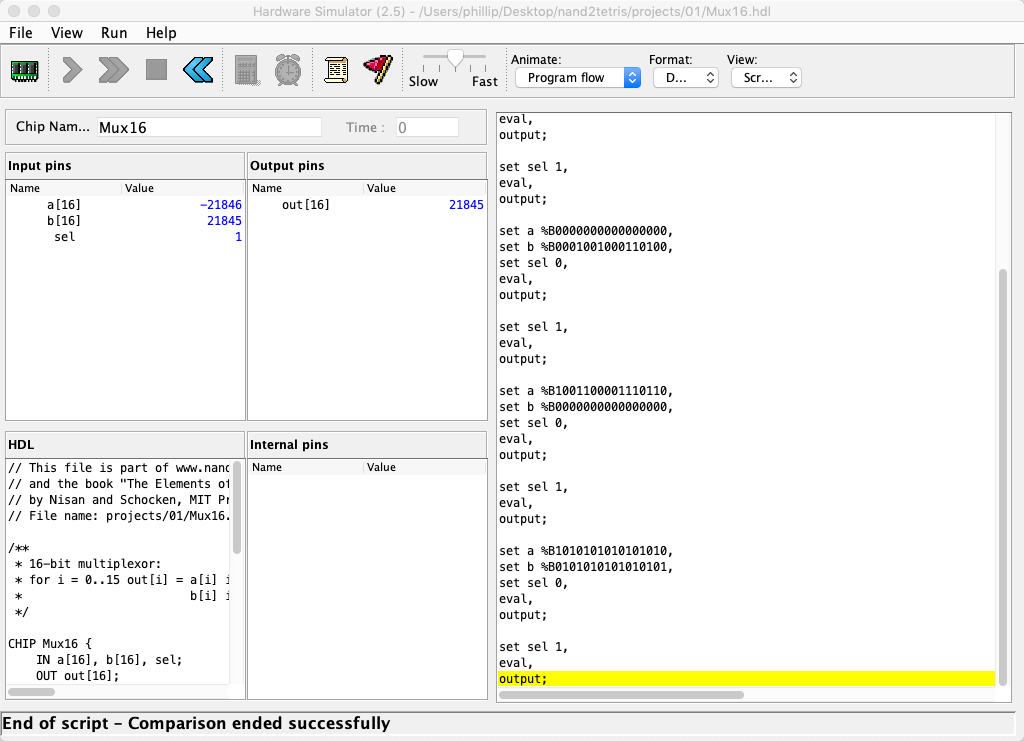 Hardware Simulator (2.5) - /Users/phillip/Desktop/nand2tetris/projects/01/Mux16.hdl
File View Run Help
Slow Fast
Animate:
Program flow
Format:
D...
View:
Scr...
Chip Nam... Mux16
Time : 0
Input pins
Name Value
a[16] -21846
b[16] 21845
sel 1
Output pins
Name Value
out[16] 21845
HDL
// This file is part of www.nand
// and the book "The Elements of
// by Nisan and Schocken, MIT Pr
// File name: projects/01/Mux16.
/**
* 16-bit multiplexor:
* for i = 0..15 out[i] = a[i] i
* b[i] i
*/
CHIP Mux16 {
IN a[16], b[16], sel;
OUT out[16];
Internal pins
Name Value
eval,
output;
set sel 1,
eval,
output;
set a %B0000000000000000,
set b %B0001001000110100,
set sel 0,
eval,
output;
set sel 1,
eval,
output;
set a %B1001100001110110,
set b %B0000000000000000,
set sel 0,
eval,
output;
set sel 1,
eval,
output;
set a %B1010101010101010,
set b %B0101010101010101,
set sel 0,
eval,
output;
set sel 1,
eval,
output;
End of script - Comparison ended successfully